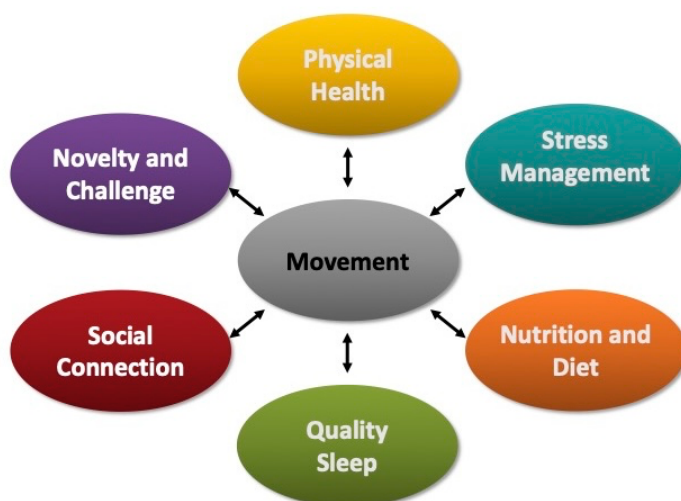 Physical
Health
Stress
Management
Novelty and
Challenge
Movement
Social
Connection
Nutrition and
Diet
Quality
Sleep